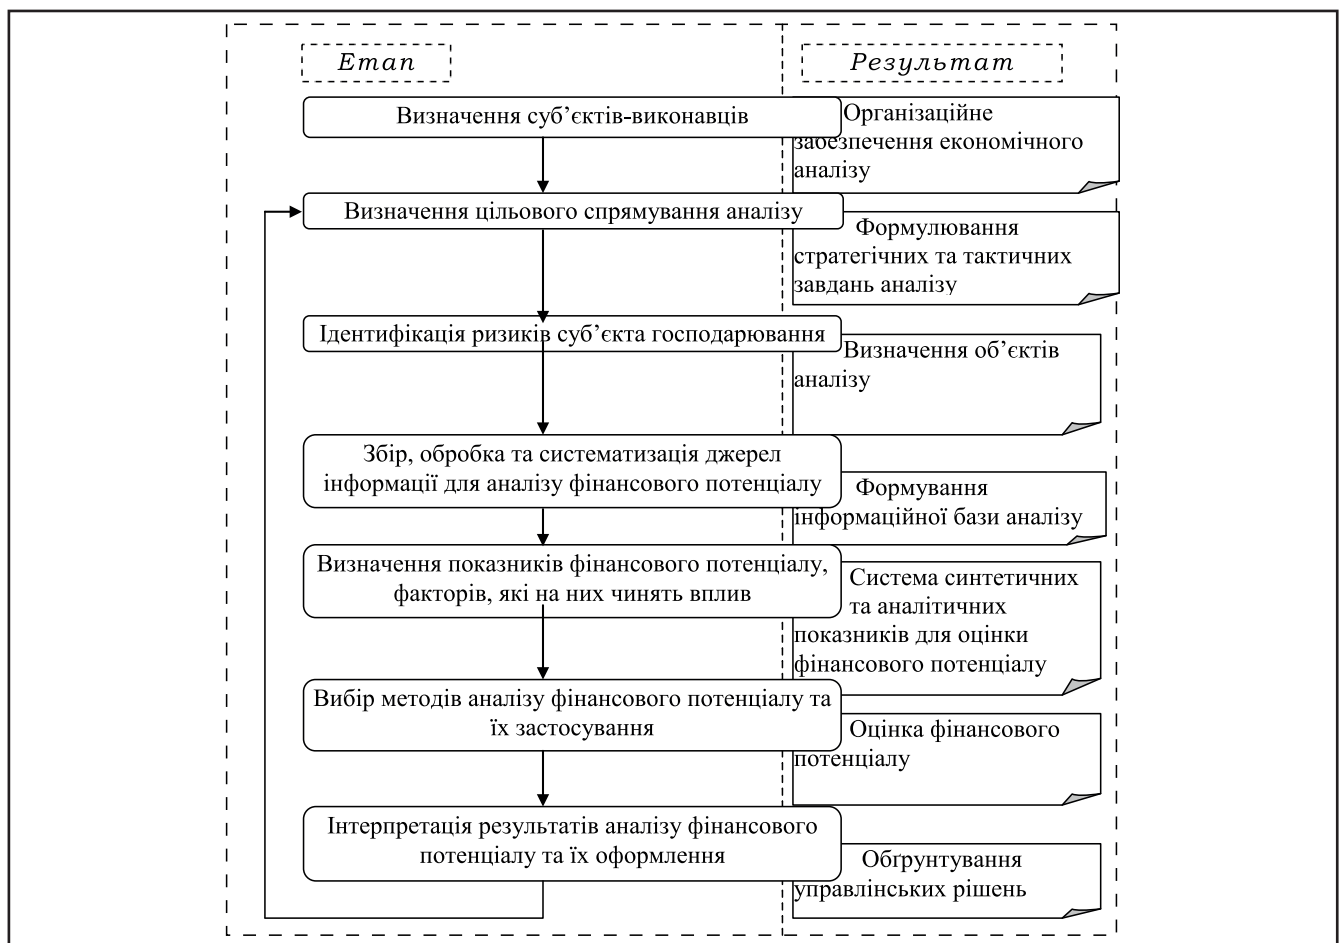 Етап
Результат
Визначення суб’єктів-виконавців
Організаційне
забезпечення економічного
аналізу
Визначення цільового спрямування аналізу
Формулювання
стратегічних та тактичних
завдань аналізу
Ідентифікація ризиків суб’єкта господарювання
Визначення об’єктів
аналізу
Збір, обробка та систематизація джерел
інформації для аналізу фінансового потенціалу
Формування
інформаційної бази аналізу
Визначення показників фінансового потенціалу,
факторів, які на них чинять вплив
Система синтетичних
та аналітичних
показників для оцінки
фінансового потенціалу
Вибір методів аналізу фінансового потенціалу та
їх застосування
Оцінка фінансового
потенціалу
Інтерпретація результатів аналізу фінансового
потенціалу та їх оформлення
Обґрунтування
управлінських рішень